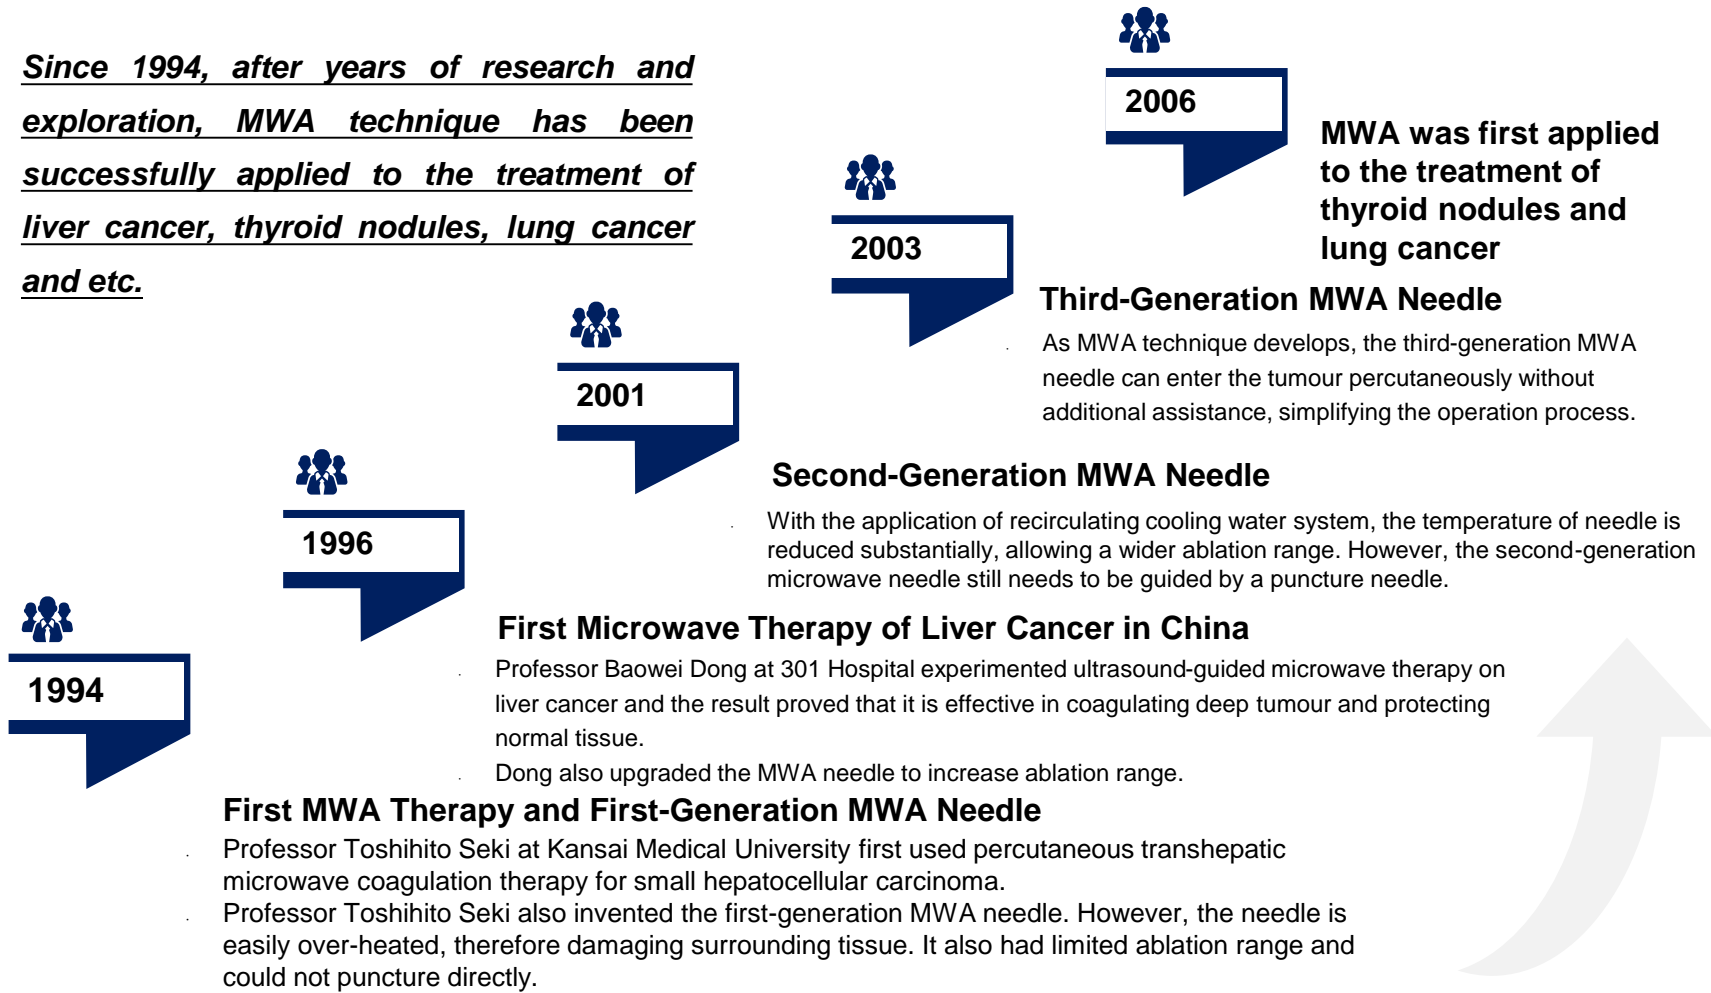 Since 1994, after years of research and
exploration, MWA technique has been
successfully applied to the treatment of
liver cancer, thyroid nodules, lung cancer
and etc.
2006
MWA was first applied
to the treatment of
thyroid nodules and
lung cancer
2003
Third-Generation MWA Needle
As MWA technique develops, the third-generation MWA
needle can enter the tumour percutaneously without
additional assistance, simplifying the operation process.
2001
Second-Generation MWA Needle
With the application of recirculating cooling water system, the temperature of needle is
reduced substantially, allowing a wider ablation range. However, the second-generation
microwave needle still needs to be guided by a puncture needle.
1996
First Microwave Therapy of Liver Cancer in China
Professor Baowei Dong at 301 Hospital experimented ultrasound-guided microwave therapy on
liver cancer and the result proved that it is effective in coagulating deep tumour and protecting
normal tissue.
Dong also upgraded the MWA needle to increase ablation range.
1994
First MWA Therapy and First-Generation MWA Needle
Professor Toshihito Seki at Kansai Medical University first used percutaneous transhepatic
microwave coagulation therapy for small hepatocellular carcinoma.
Professor Toshihito Seki also invented the first-generation MWA needle. However, the needle is
easily over-heated, therefore damaging surrounding tissue. It also had limited ablation range and
could not puncture directly.